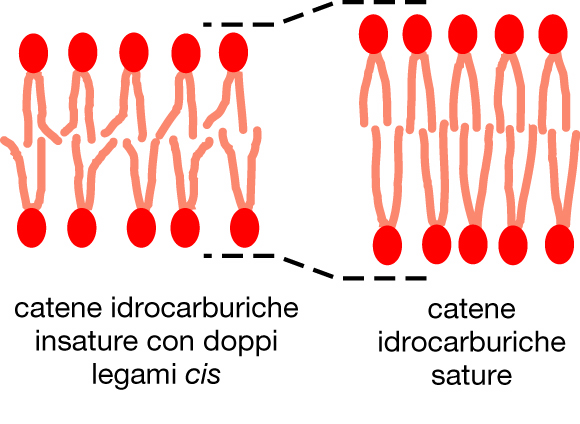 catene idrocarburiche
insature con doppi
legami cis
catene
idrocarburiche
sature